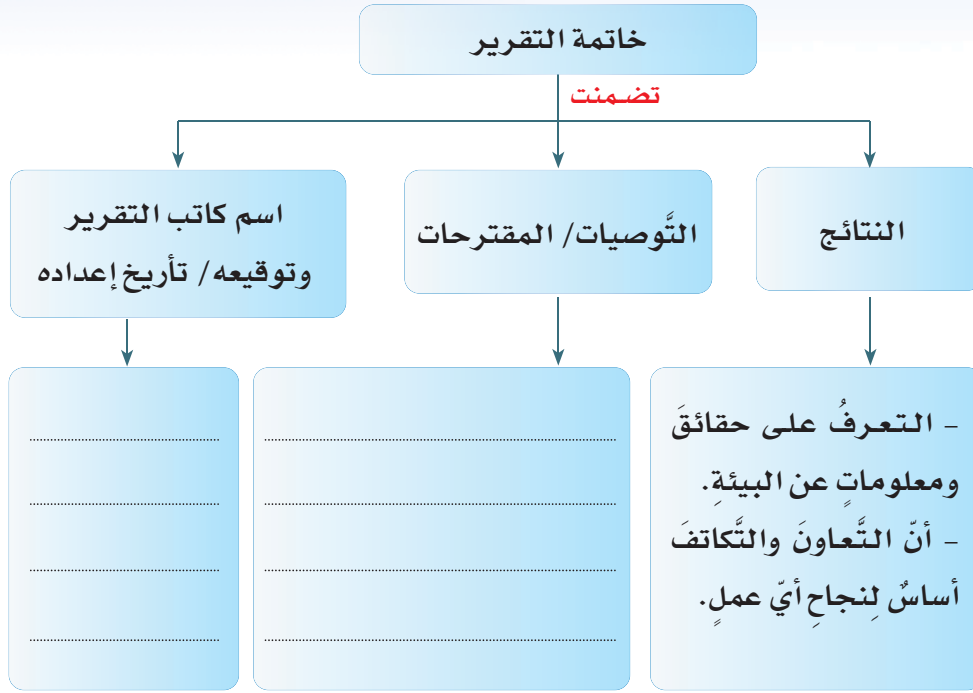 خاتمة التقرير
تضمنت
النتائج
التَّوصيات/ المقترحات
اسم كاتب التقرير
وتوقيعه/ تأريخ إعداده
– التعرفُ على حقائقَ
ومعلوماتٍ عن البيئةِ.
– أنّ التَّعاونَ والتَّكاتفَ
أساسٌ لِنجاحِ أيّ عملٍ.